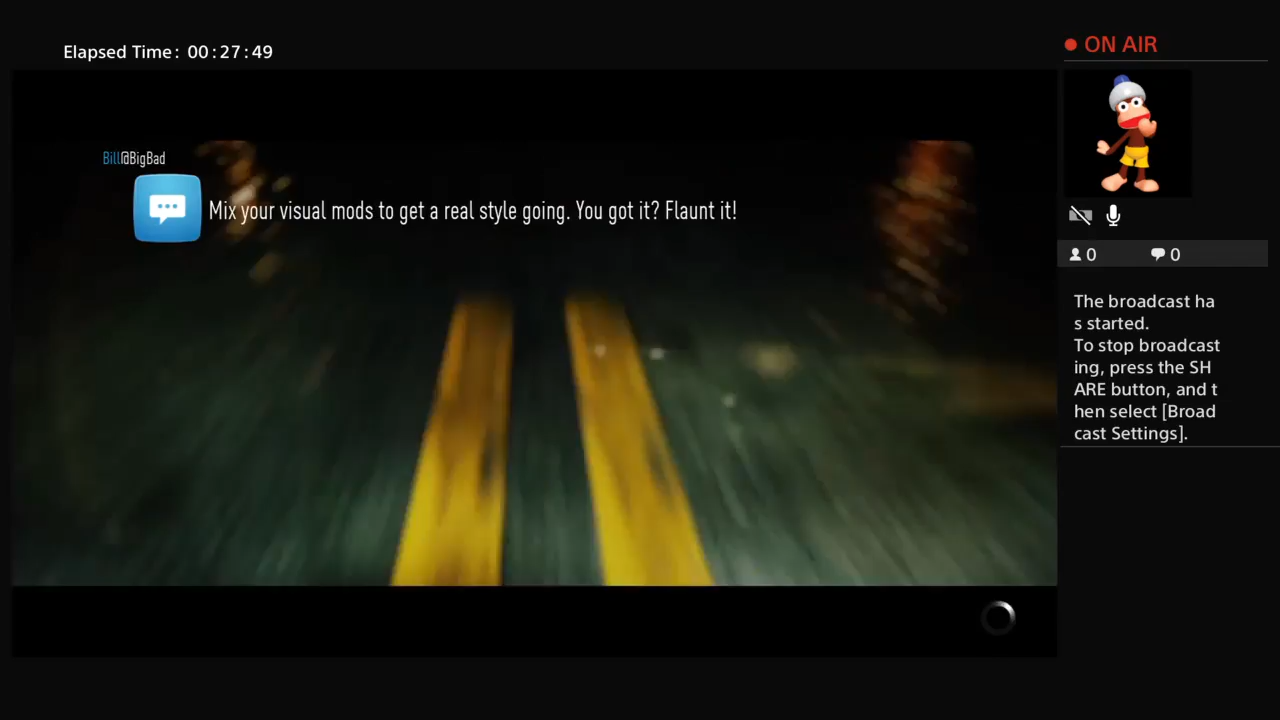 Elapsed Time: 00:27:49
ON AIR
Bill@BigBad
Mix your visual mods to get a real style going. You got it? Flaunt it!
0 0
The broadcast ha
s started.
To stop broadcast
ing, press the SH
ARE button, and t
hen select [Broad
cast Settings].